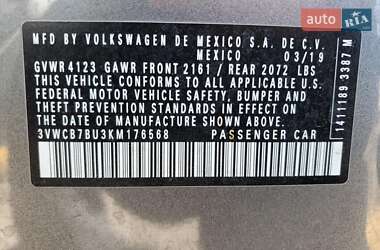 auto RIA.com
MFD BY VOLKSWAGEN DE MEXICO S.A. DE C.V.
MEXICO 03/19
GVWR 4123 GAWR FRONT 2161 / REAR 2072 LBS
THIS VEHICLE CONFORMS TO ALL APPLICABLE U.S.
FEDERAL MOTOR VEHICLE SAFETY, BUMPER, AND
THEFT PREVENTION STANDARDS IN EFFECT ON THE
DATE OF MANUFACTURE SHOWN ABOVE
3VWCB7BU3KM176568 PASSENGER CAR
1411189 3387 M